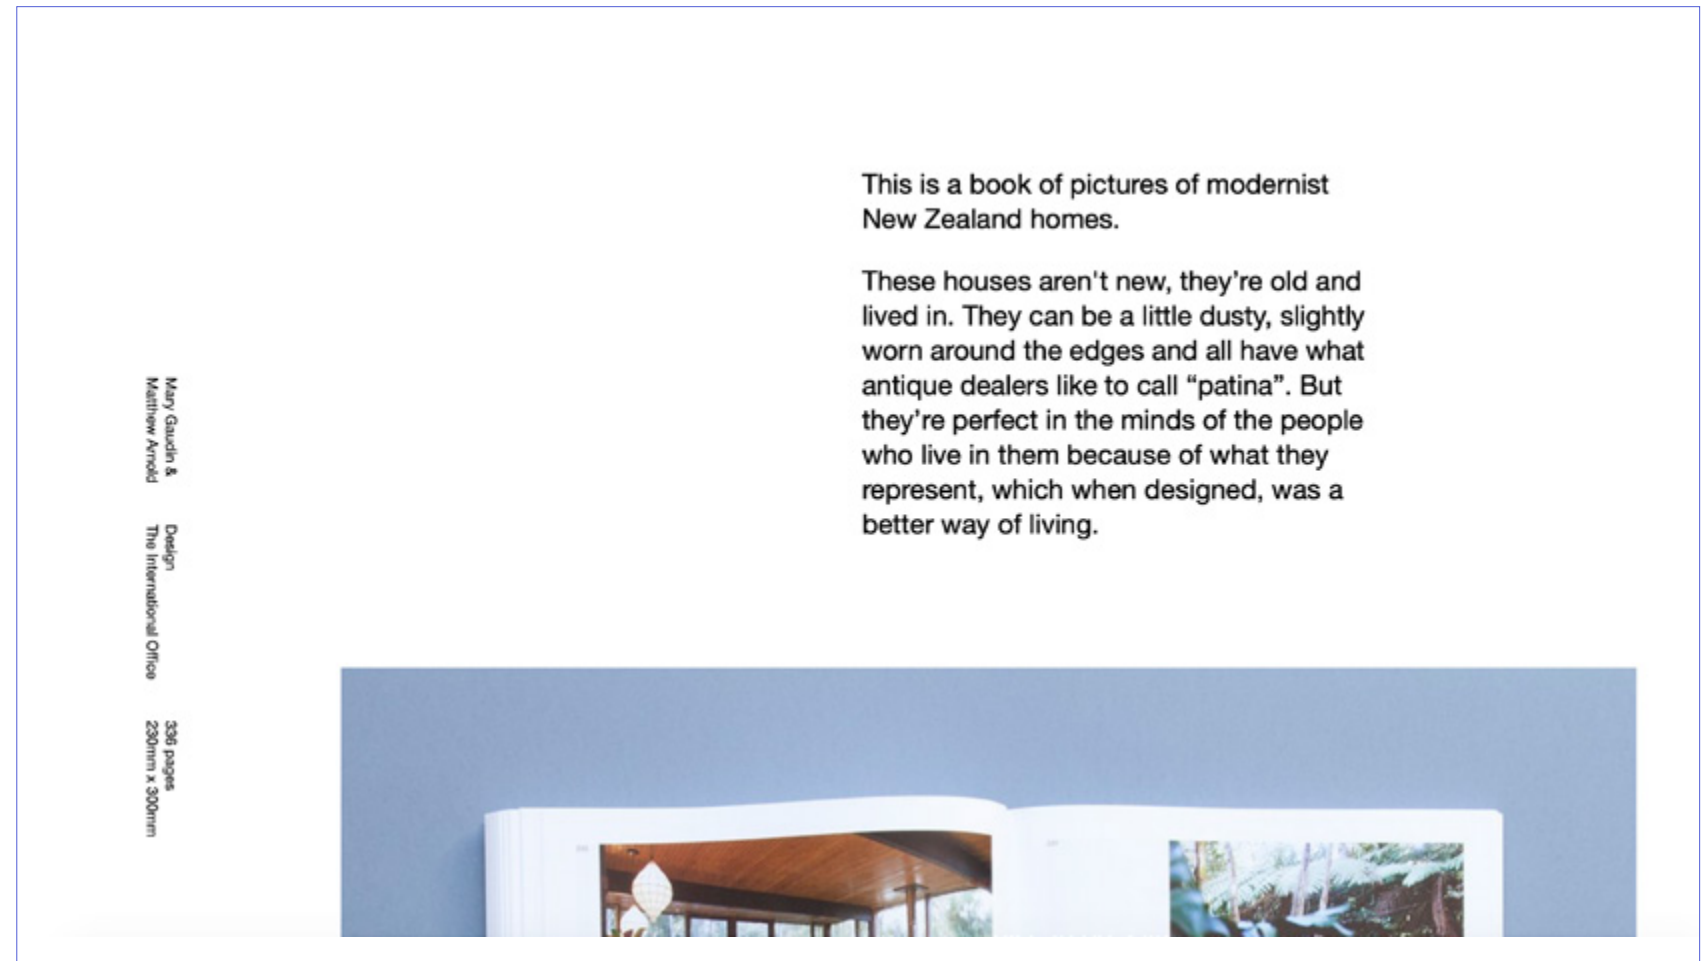 This is a book of pictures of modernist
New Zealand homes.
These houses aren't new, they’re old and
lived in. They can be a little dusty, slightly
worn around the edges and all have what
antique dealers like to call “patina”. But
they’re perfect in the minds of the people
who live in them because of what they
represent, which when designed, was a
better way of living.
Mary Gaudin &
Matthew Arnold
Design
The International Office
336 pages
230mm x 300mm